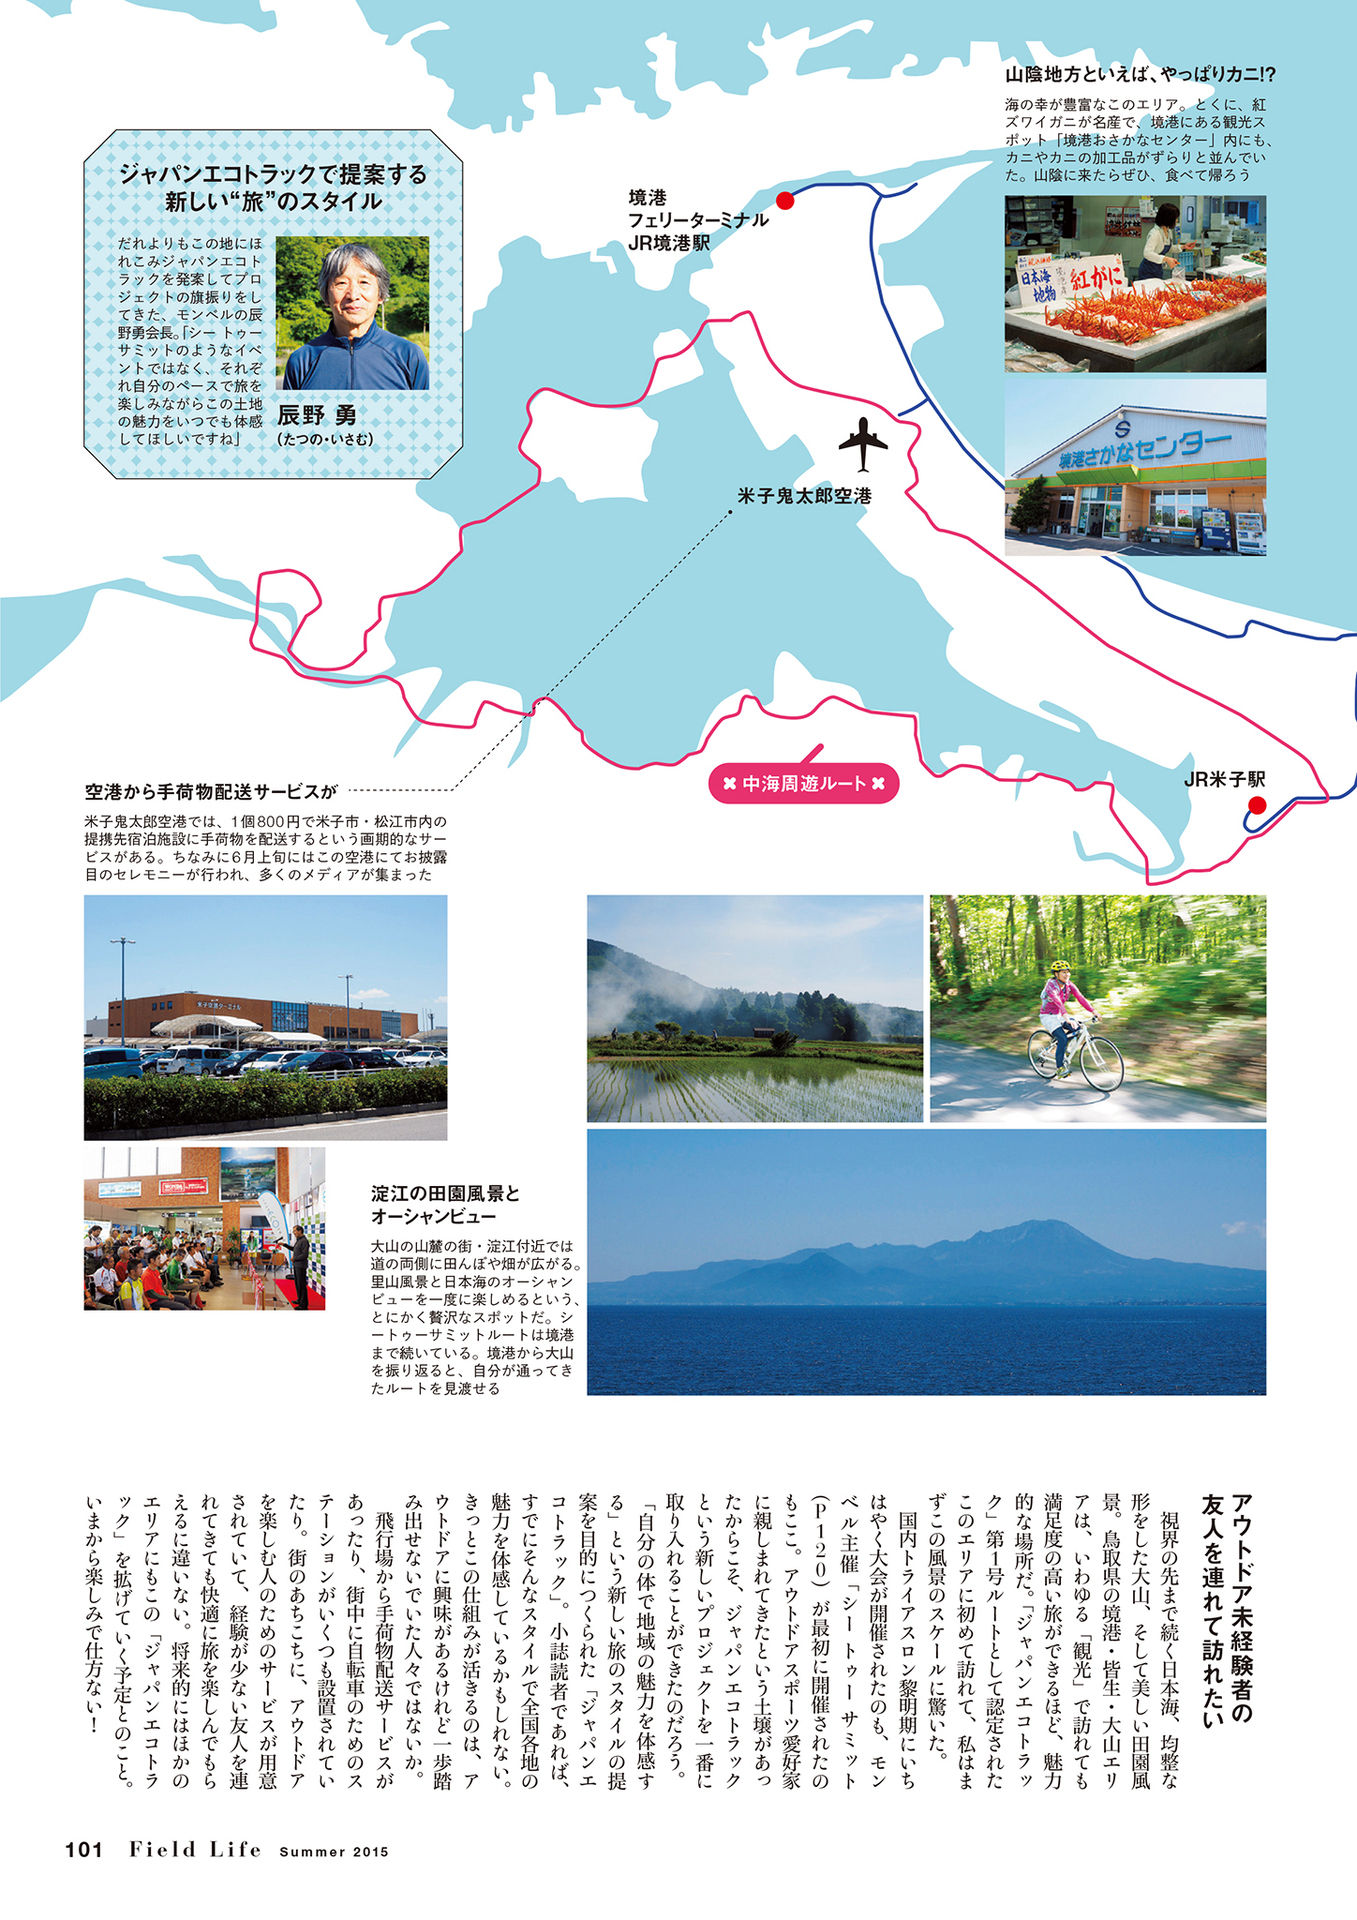 山陰地方といえば、やっぱりカニ!?
海の幸が豊富なこのエリア。とくに、紅
ズワイガニが名産で、境港にある観光ス
ポット「境港おさかなセンター」内にも、
カニやカニの加工品がずらりと並んでい
た。山陰に来たらぜひ、食べて帰ろう
日本海
地物
紅がに
境港さかなセンター
ジャパンエコトラックで提案する
新しい“旅”のスタイル
だれよりもこの地にほ
れこみジャパンエコト
ラックを発案してプロ
ジェクトの旗振りをし
てきた、モンベルの辰
野勇会長。「シートゥー
サミットのようなイベ
ントではなく、それぞ
れ自分のペースで旅を
楽しみながらこの土地
の魅力をいつでも体感
してほしいですね」
辰野 勇
(たつの・いさむ)
境港
フェリーターミナル
JR境港駅
米子鬼太郎空港
中海周遊ルート
JR米子駅
空港から手荷物配送サービスが
米子鬼太郎空港では、1個800円で米子市・松江市内の
提携先宿泊施設に手荷物を配送するという画期的なサー
ビスがある。ちなみに6月上旬にはこの空港にてお披露
目のセレモニーが行われ、多くのメディアが集まった
米子空港ターミナル
淀江の田園風景と
オーシャンビュー
大山の山麓の街・淀江付近では
道の両側に田んぼや畑が広がる。
里山風景と日本海のオーシャン
ビューを一度に楽しめるという、
とにかく贅沢なスポットだ。シ
ートゥーサミットルートは境港
まで続いている。境港から大山
を振り返ると、自分が通ってき
たルートを見渡せる
アウトドア未経験者の
友人を連れて訪れたい
視界の先まで続く日本海、均整な
形をした大山、そして美しい田園風
景。鳥取県の境港・皆生・大山エリ
アは、いわゆる「観光」で訪れても
満足度の高い旅ができるほど、魅力
的な場所だ。「ジャパンエコトラッ
ク」第1号ルートとして認定された
このエリアに初めて訪れて、私はま
ずこの風景のスケールに驚いた。
国内トライアスロン黎明期にいち
はやく大会が開催されたのも、モン
ベル主催「シートゥーサミット
(P120)が最初に開催されたの
もここ。アウトドアスポーツ愛好家
に親しまれてきたという土壌があっ
たからこそ、ジャパンエコトラック
という新しいプロジェクトを一番に
取り入れることができたのだろう。
「自分の体で地域の魅力を体感す
る」という新しい旅のスタイルの提
案を目的につくられた「ジャパンエ
コトラック」。小誌読者であれば、
すでにそんなスタイルで全国各地の
魅力を体感しているかもしれない。
きっとこの仕組みが活きるのは、ア
ウトドアに興味があるけれど一歩踏
み出せないでいた人々ではないか。
飛行場から手荷物配送サービスが
あったり、街中に自転車のためのス
テーションがいくつも設置されてい
たり。街のあちこちに、アウトドア
を楽しむ人のためのサービスが用意
されていて、経験が少ない友人を連
れてきても快適に旅を楽しんでもら
えるに違いない。将来的にはほかの
エリアにもこの「ジャパンエコトラ
ック」を拡げていく予定とのこと。
いまから楽しみで仕方ない！
101 Field Life Summer 2015